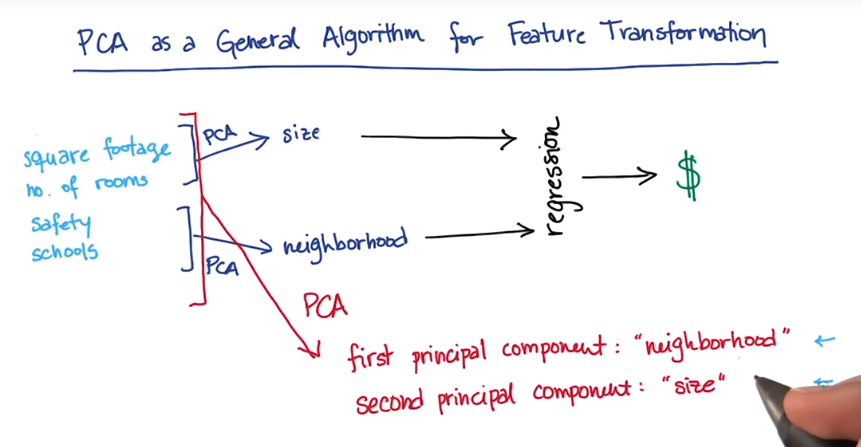 PCA as a General Algorithm for Feature Transformation
square footage
no. of rooms
safety
schools
PCA
size
PCA
neighborhood
regression
$
PCA
first principal component: "neighborhood"
second principal component: "size"